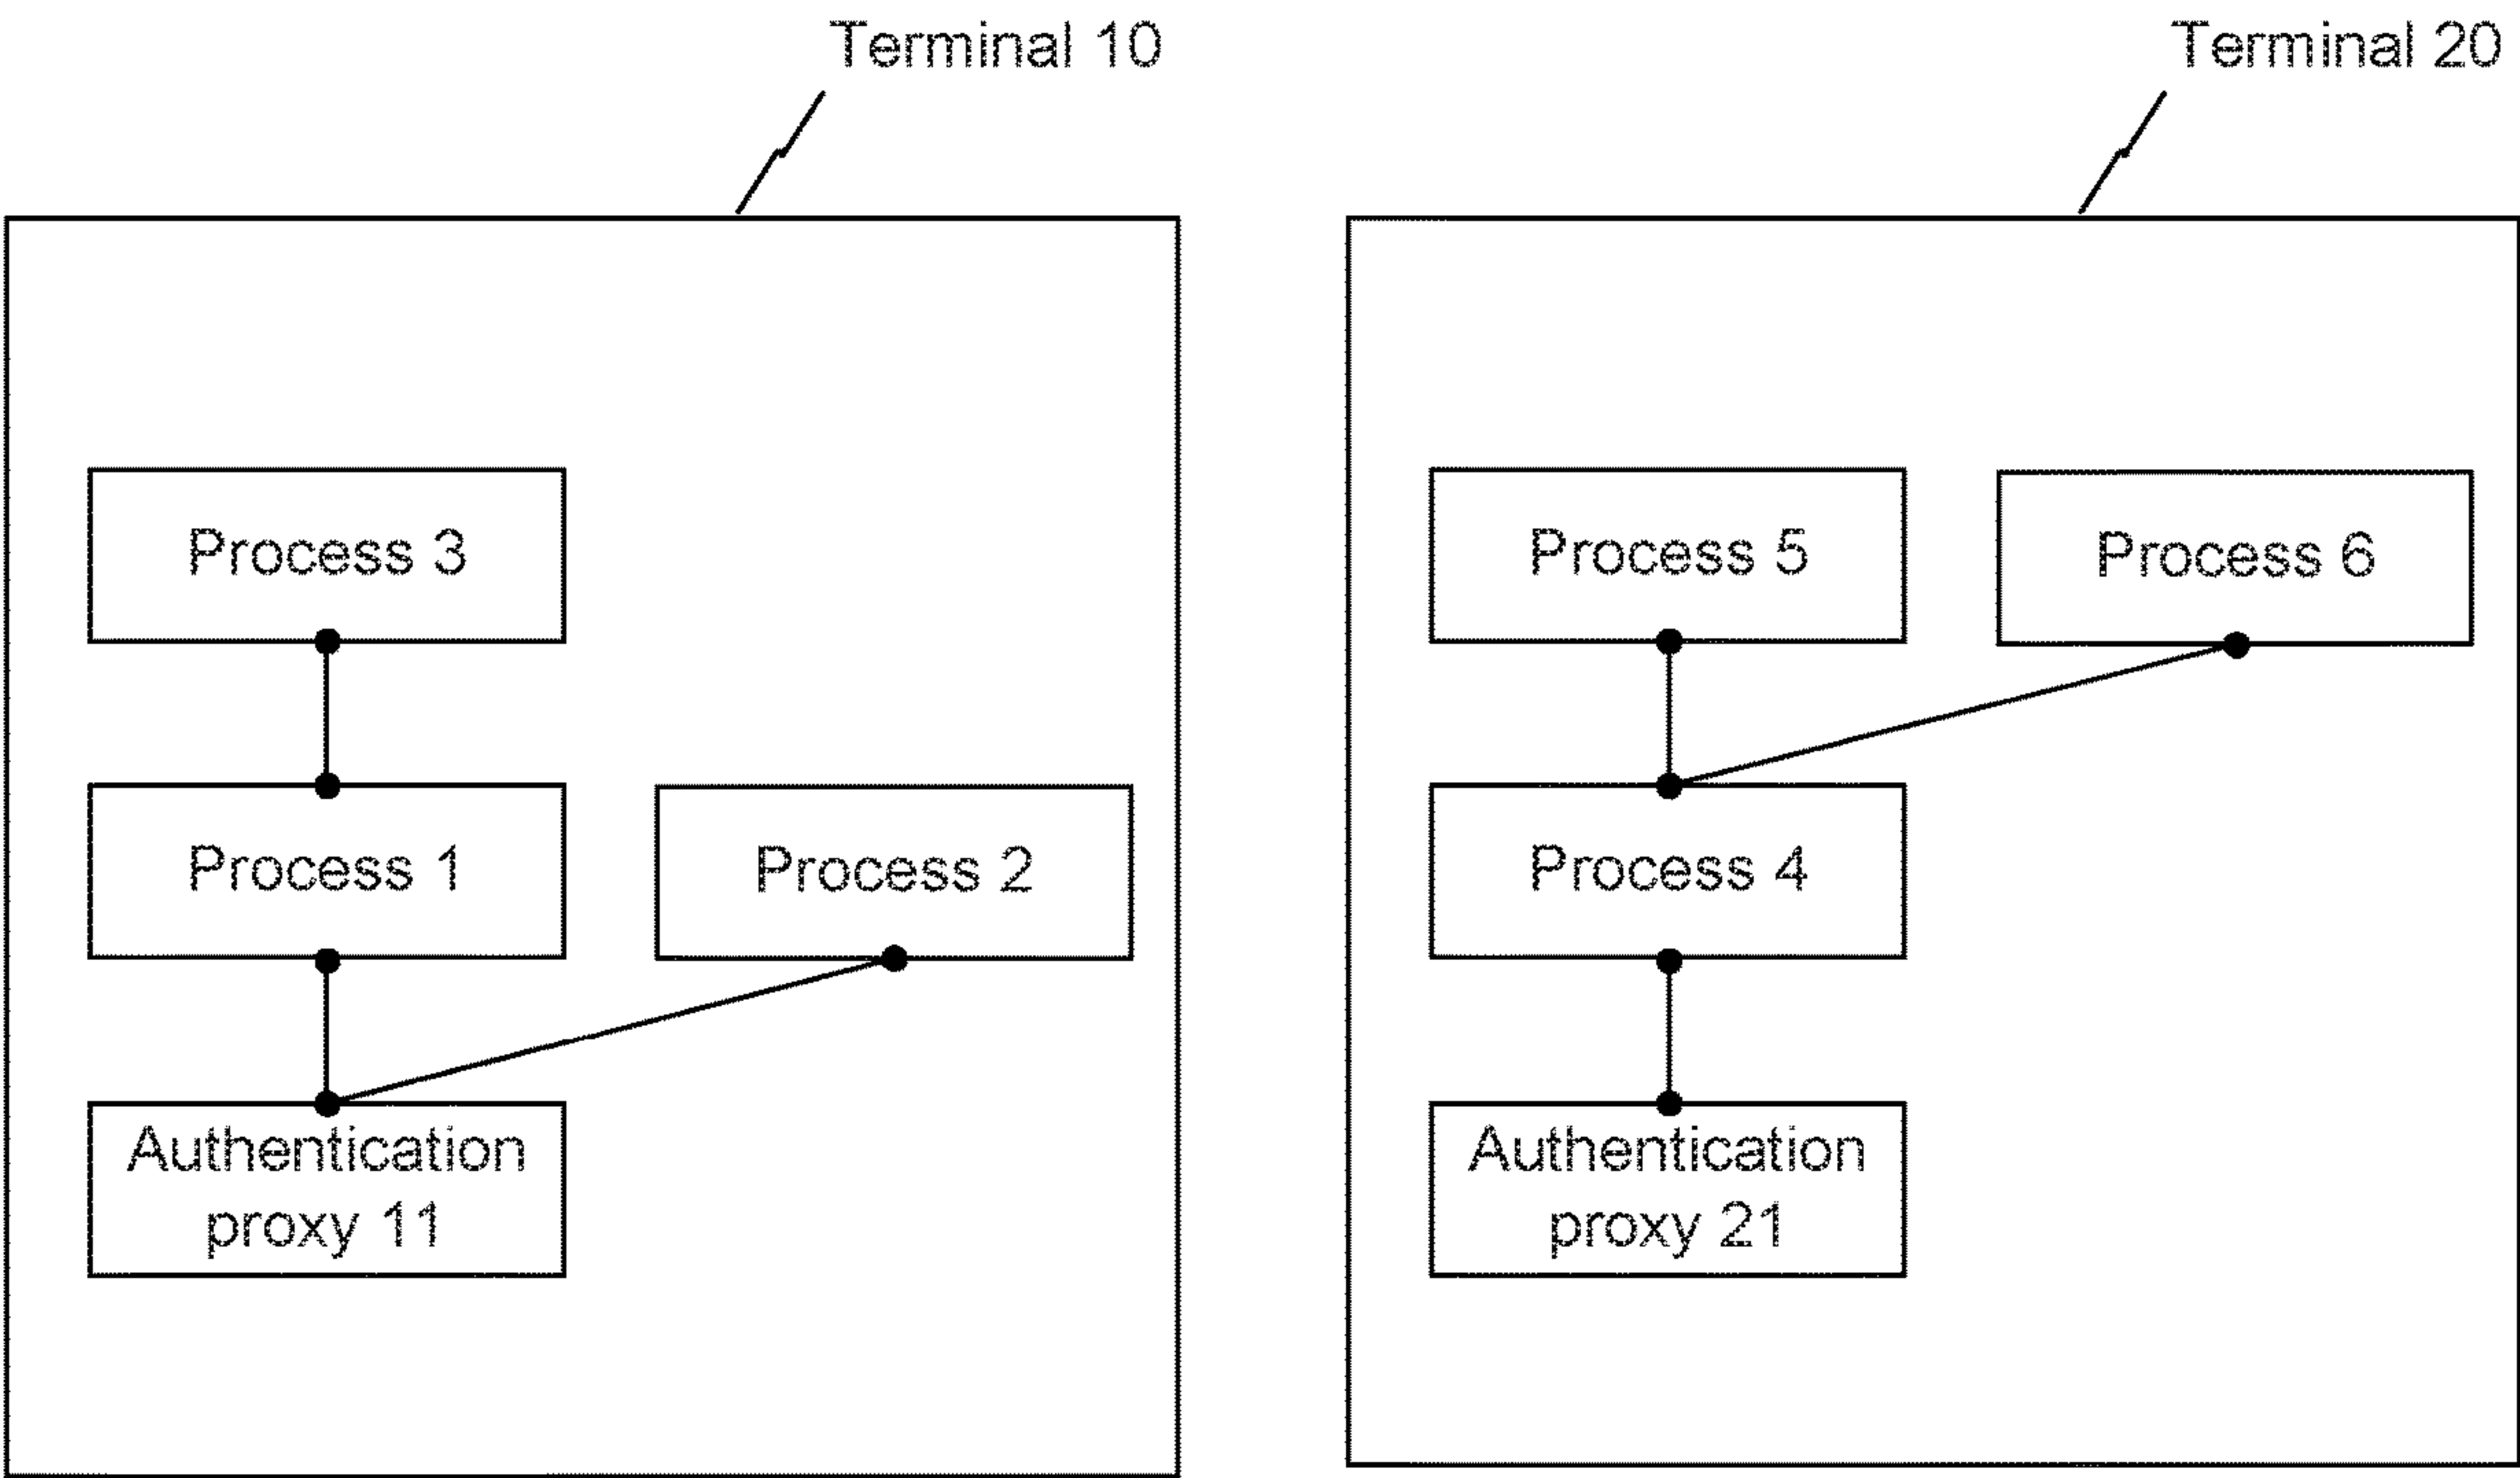 Terminal 10
Terminal 20
Process 3
Process 1
Process 2
Authentication
proxy 11
Process 5
Process 6
Process 4
Authentication
proxy 21